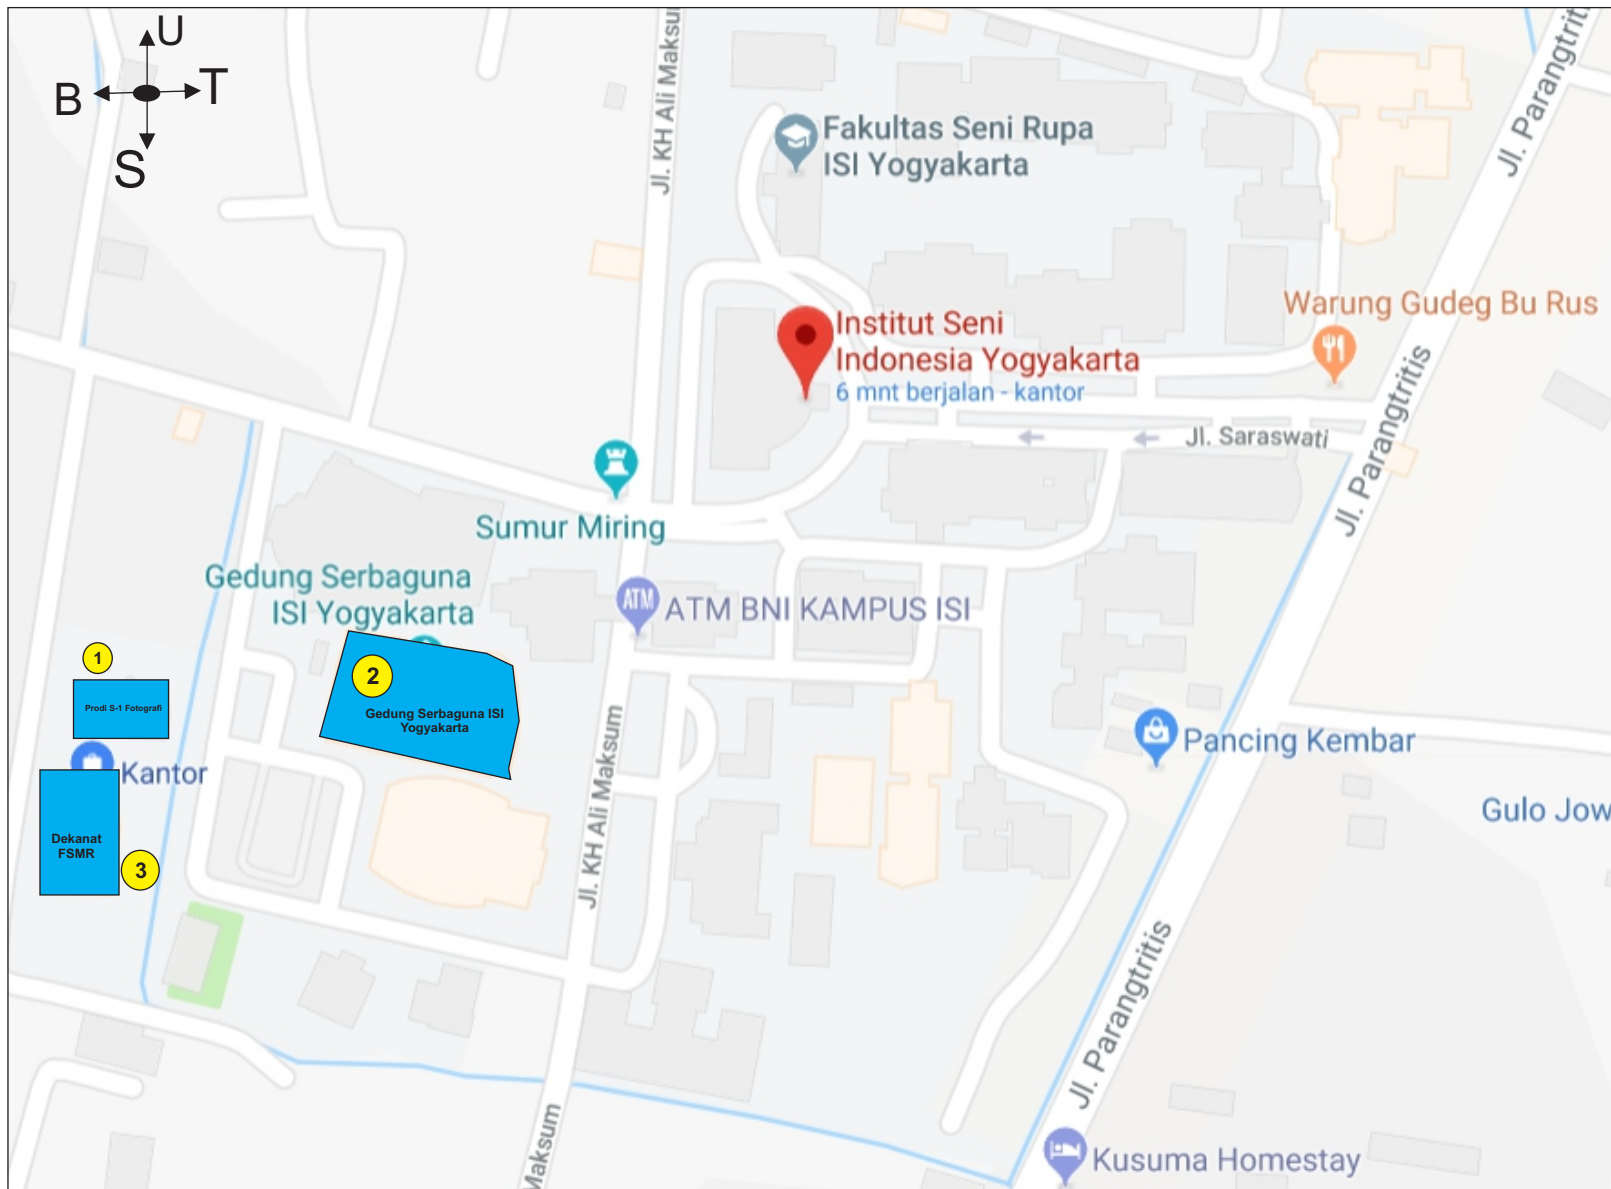 U
B
T
S
Jl. KH Ali Maksu
Jl. Parangtriti
Fakultas Seni Rupa
ISI Yogyakarta
Warung Gudeg Bu Rus
Institut Seni
Indonesia Yogyakarta
6 mnt berjalan - kantor
Jl. Saraswati
Jl. Parangtritis
Sumur Miring
Gedung Serbaguna
ISI Yogyakarta
ATM
ATM BNI KAMPUS ISI
1
Prodi S-1 Fotografi
2
Gedung Serbaguna ISI
Yogyakarta
Kantor
Dekanat
FSMR
3
Jl. KH Ali Maksum
Pancing Kembar
Gulo Jow
Jl. Parangtritis
Maksum
Kusuma Homestay